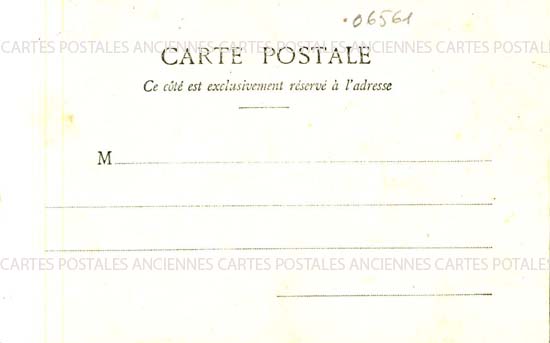 06561
CARTES POSTALES ANCIENNES CARTES POSTALES ANCIENNES CARTES POSTALES
CARTE POSTALE
Ce côté est exclusivement réservé à l'adresse
M
CARTES POSTALES ANCIENNES CARTES POSTALES ANCIENNES CARTES POTALES